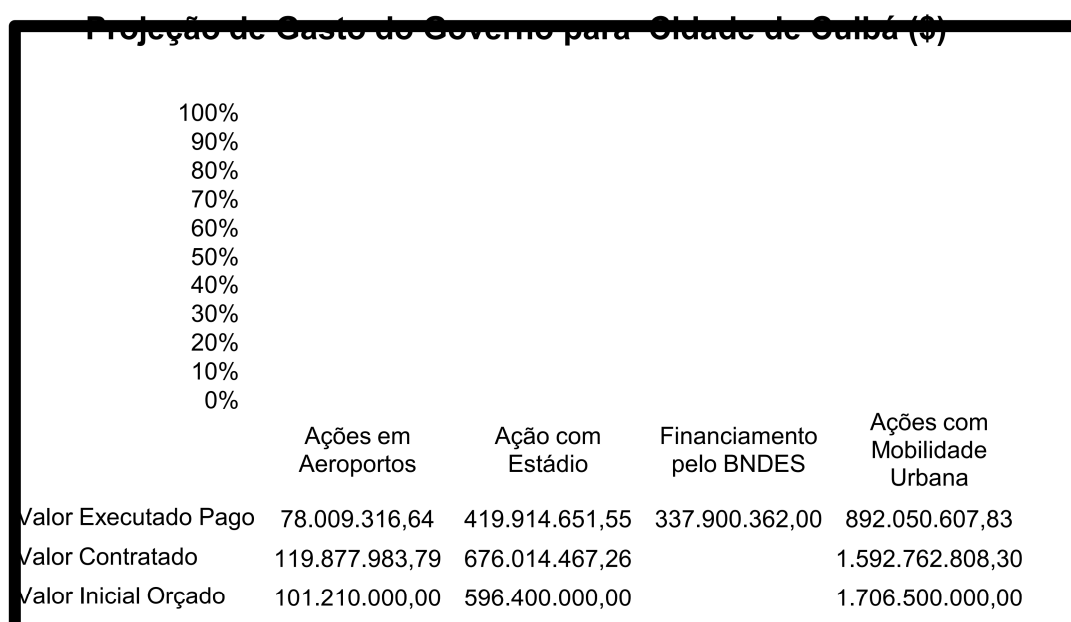 Projeção de Gasto do Governo para Cidade de Cuibá ($)
100%
90%
80%
70%
60%
50%
40%
30%
20%
10%
0%
Ações em
Aeroportos
Ação com
Estádio
Financiamento
pelo BNDES
Ações com
Mobilidade
Urbana
Valor Executado Pago 78.009.316,64 419.914.651,55 337.900.362,00 892.050.607,83
Valor Contratado 119.877.983,79 676.014.467,26 1.592.762.808,30
Valor Inicial Orçado 101.210.000,00 596.400.000,00 1.706.500.000,00